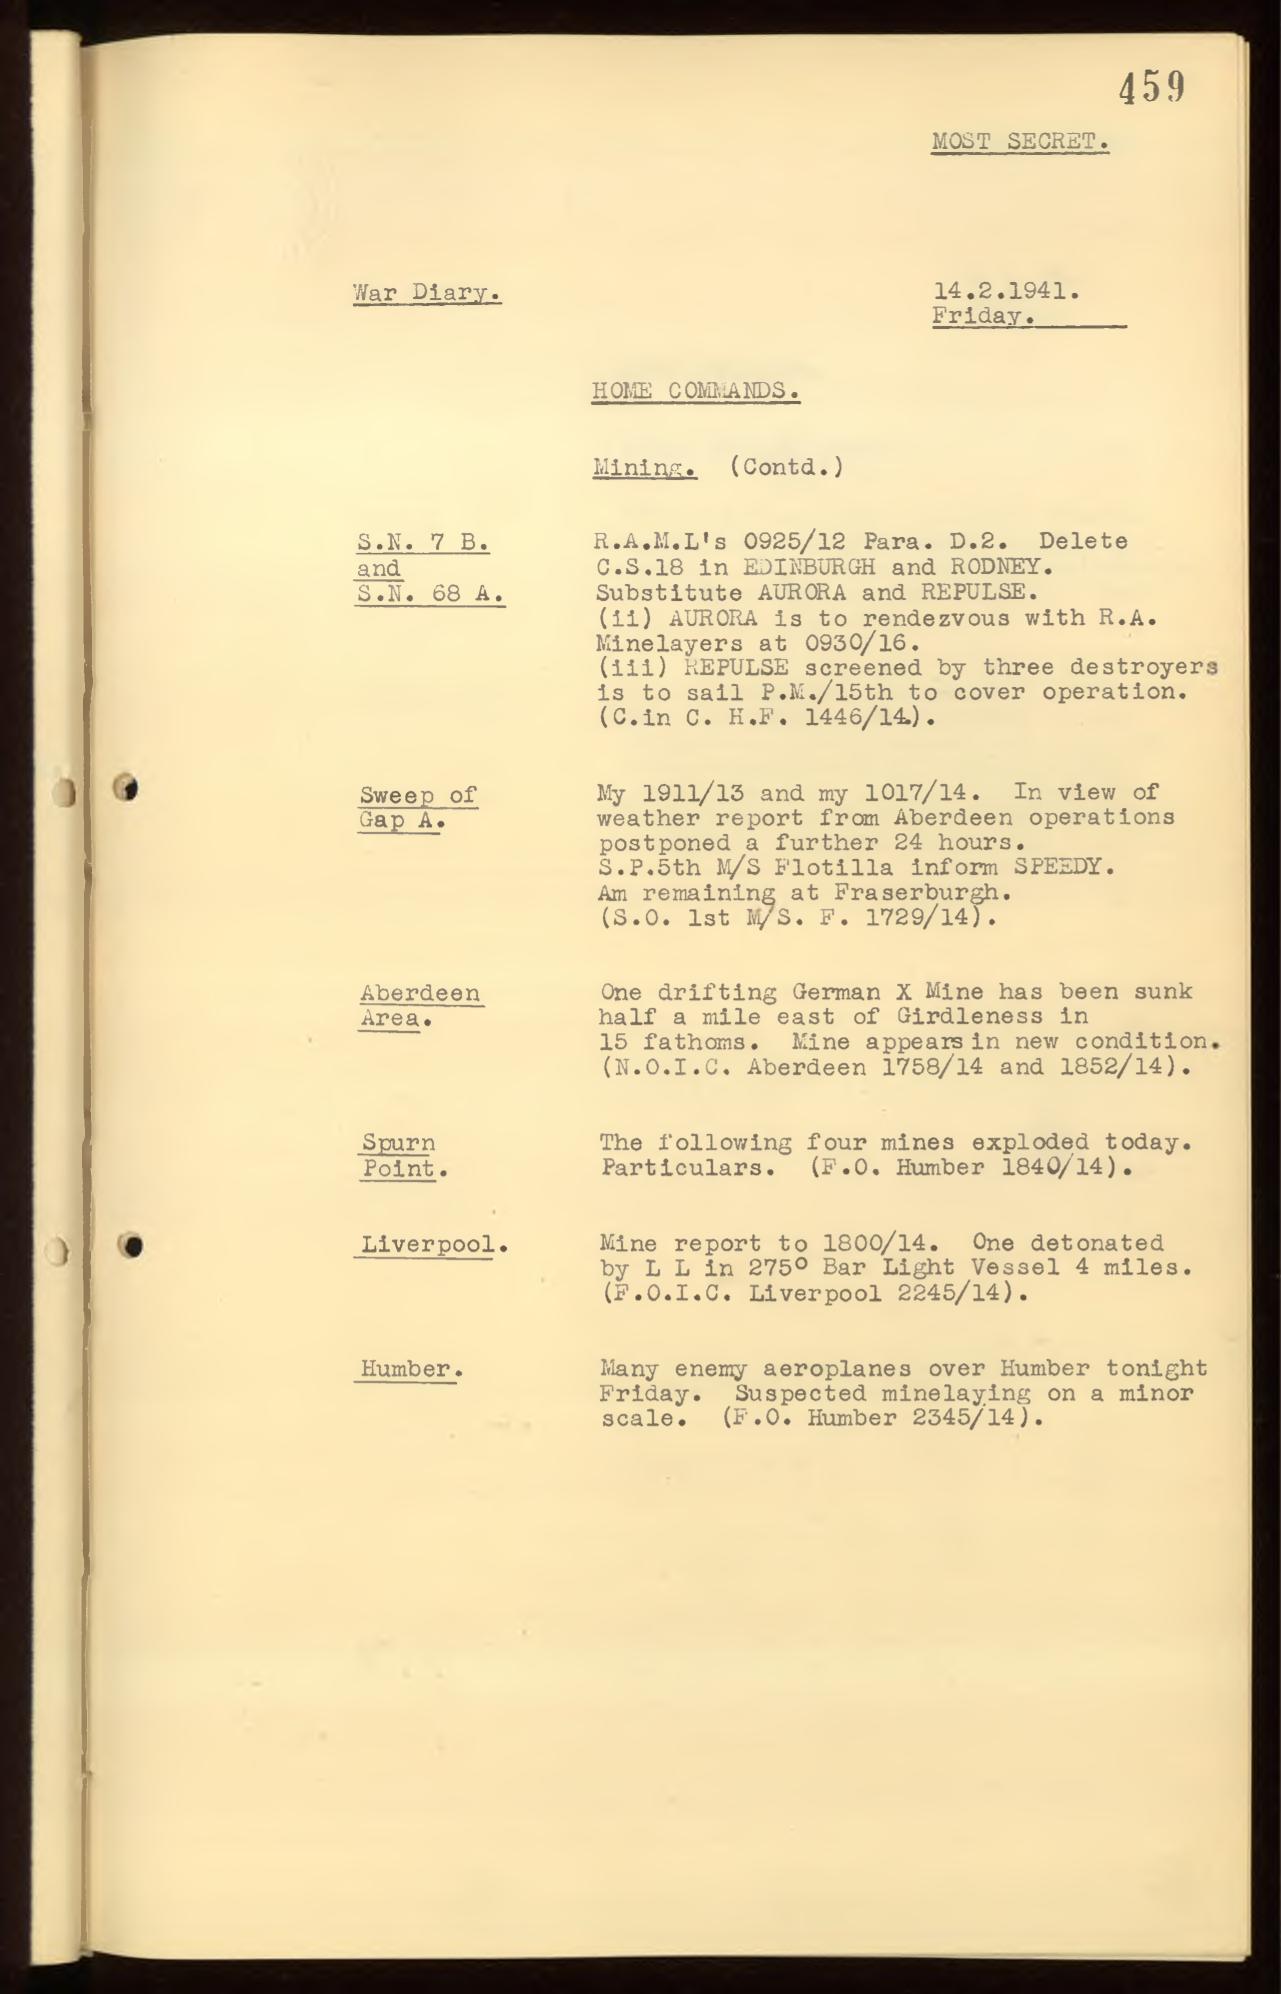 459
MOST SECRET.
War Diary.
14.2.1941.
Friday.
HOME COMMANDS.
Mining. (Contd.)
S.N. 7 B.
and
S.N. 68 A.
R.A.M.L's 0925/12 Para. D.2. Delete
C.S.18 in EDINBURGH and RODNEY.
Substitute AURORA and REPULSE.
(ii) AURORA is to rendezvous with R.A.
Minelayers at 0930/16.
(iii) REPULSE screened by three destroyers
is to sail P.M./15th to cover operation.
(C.in C. H.F. 1446/14.).
Sweep of
Gap A.
My 1911/13 and my 1017/14. In view of
weather report from Aberdeen operations
postponed a further 24 hours.
S.P.5th M/S Flotilla inform SPEEDY.
Am remaining at Fraserburgh.
(S.O. 1st M/S. F. 1729/14).
Aberdeen
Area.
One drifting German X Mine has been sunk
half a mile east of Girdleness in
15 fathoms. Mine appears in new condition.
(N.O.I.C. Aberdeen 1758/14 and 1852/14).
Spurn
Point.
The following four mines exploded today.
Particulars. (F.O. Humber 1840/14).
Liverpool.
Mine report to 1800/14. One detonated
by L L in 275° Bar Light Vessel 4 miles.
(F.O.I.C. Liverpool 2245/14).
Humber.
Many enemy aeroplanes over Humber tonight
Friday. Suspected minelaying on a minor
scale. (F.O. Humber 2345/14).